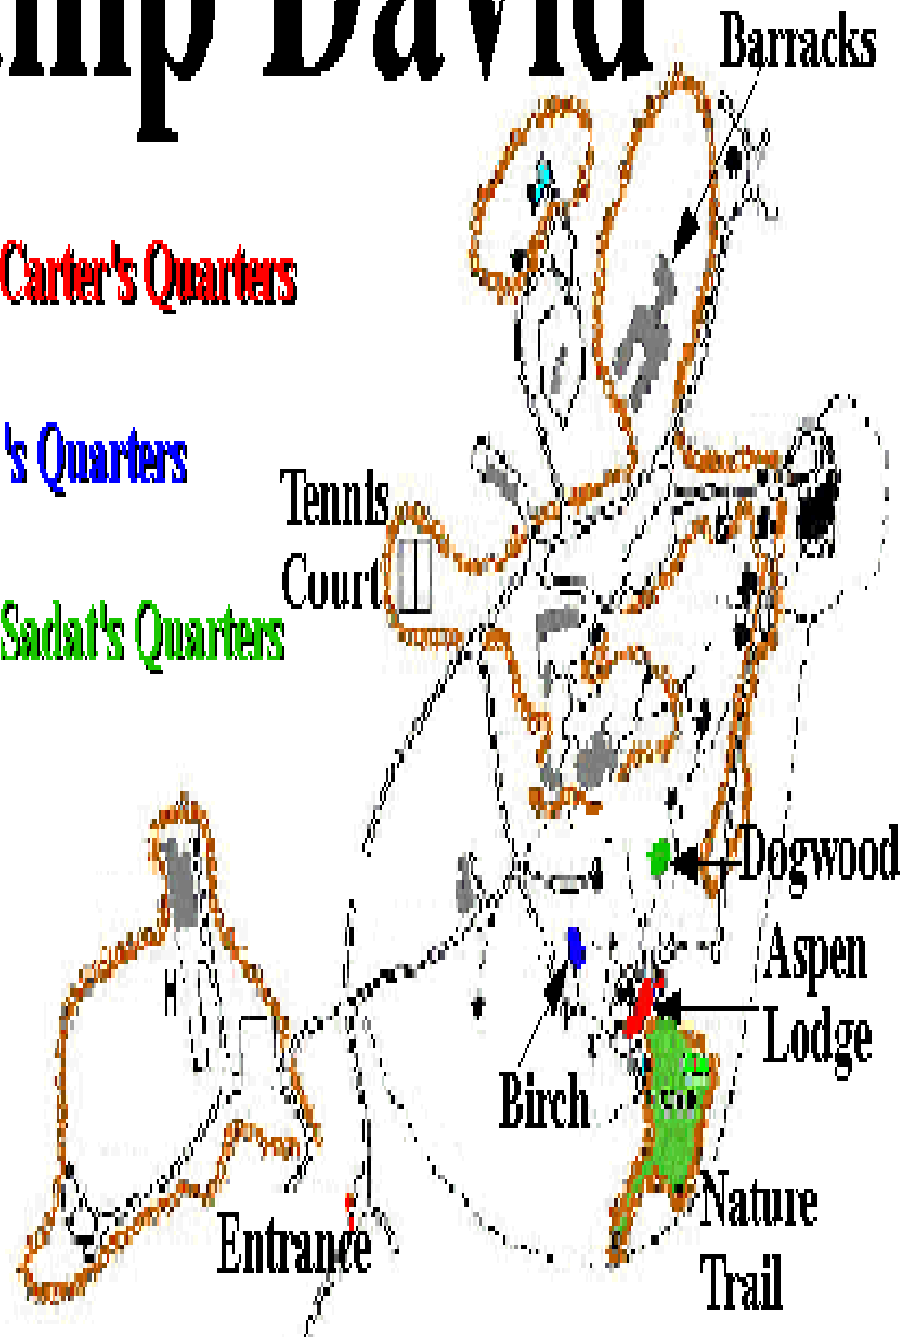 mp David
Barracks
Carter's Quarters
's Quarters
Tennis
Court
Sadat's Quarters
Dogwood
Aspen
Lodge
Birch
Nature
Trail
Entrance